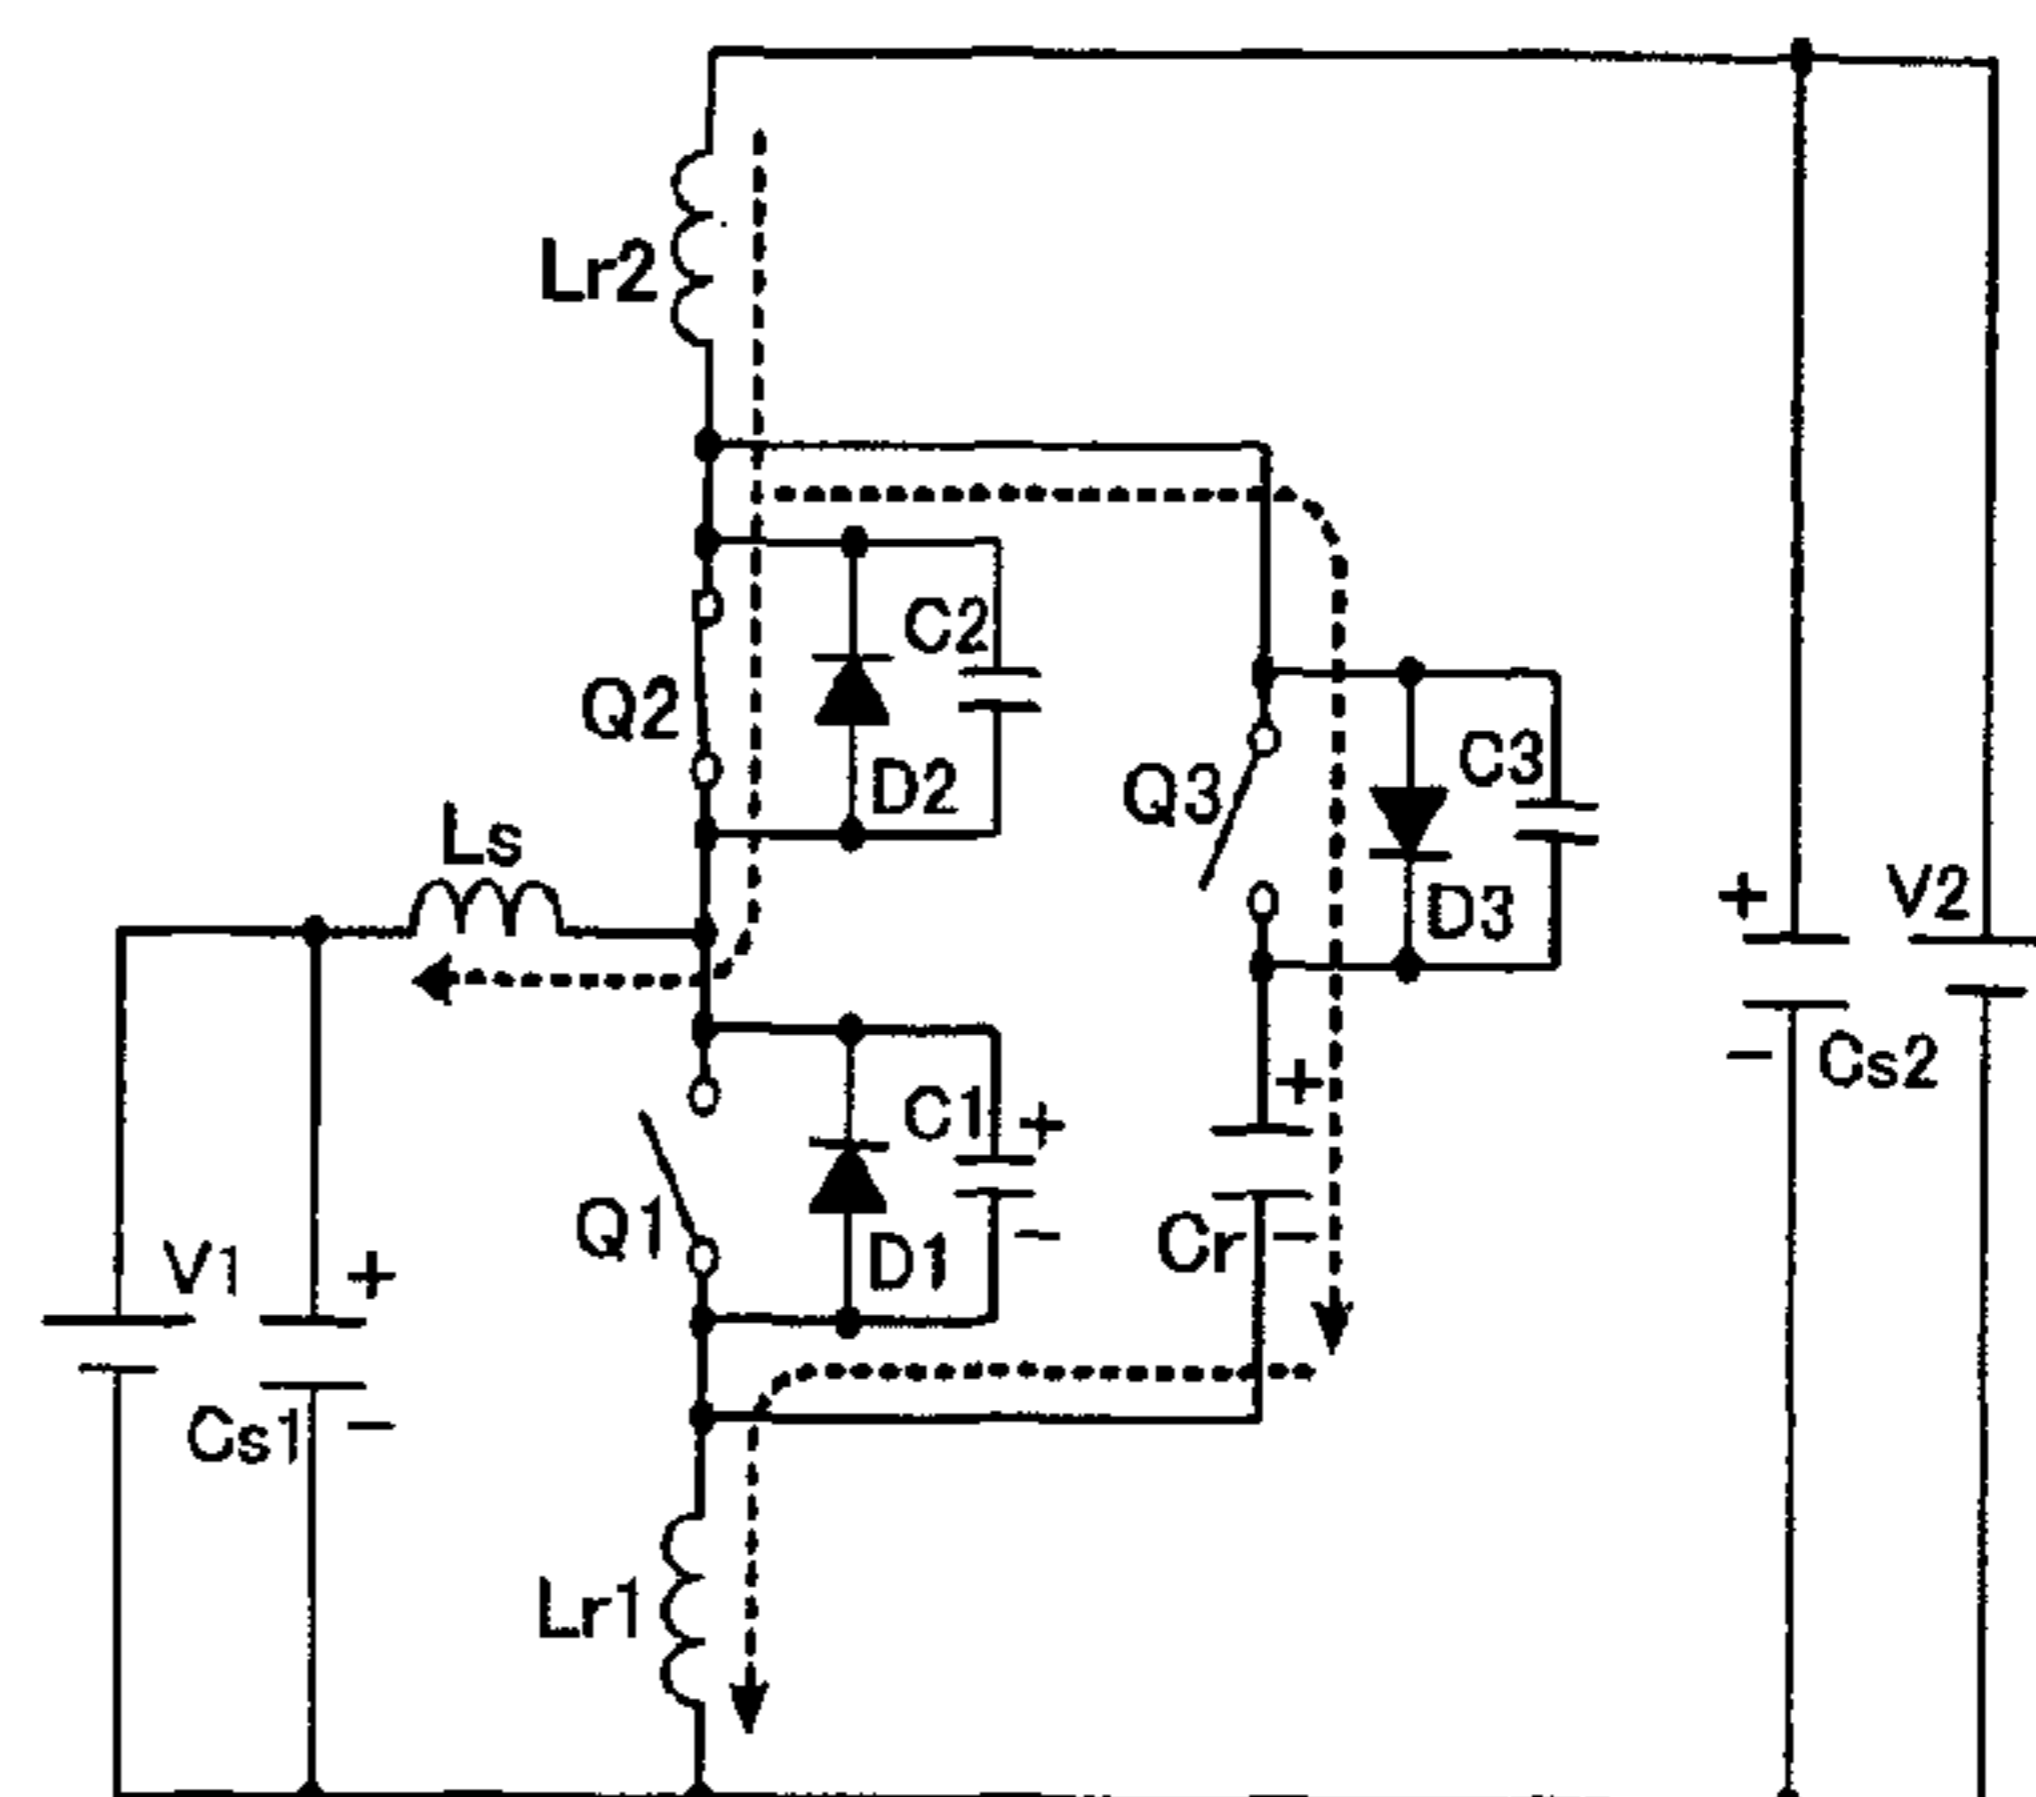 Lr2
C2
Q2
D2
C3
Q3
Ls
D3
+
V2
-
Cs2
+
C1
+
Q1
-
Cr
-
D1
V1
+
Cs1
-
Lr1